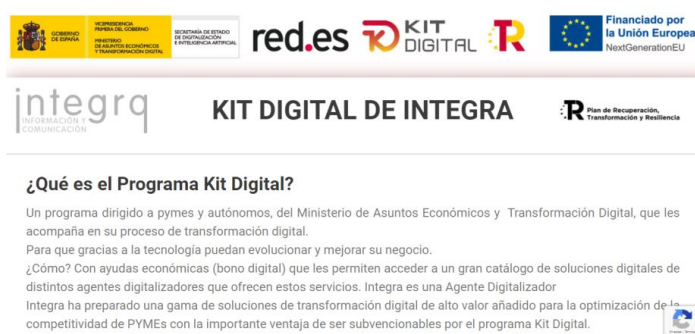 GOBIERNO DE ESPAÑA
VICEPRESIDENCIA PRIMERA DEL GOBIERNO
MINISTERIO DE ASUNTOS ECONÓMICOS Y TRANSFORMACIÓN DIGITAL
SECRETARÍA DE ESTADO DE DIGITALIZACIÓN E INTELIGENCIA ARTIFICIAL
red.es
KIT DIGITAL
Financiado por
la Unión Europea
NextGenerationEU
integra
INFORMACIÓN Y
COMUNICACIÓN
KIT DIGITAL DE INTEGRA
Plan de Recuperación,
Transformación y Resiliencia
¿Qué es el Programa Kit Digital?
Un programa dirigido a pymes y autónomos, del Ministerio de Asuntos Económicos y Transformación Digital, que les
acompaña en su proceso de transformación digital.
Para que gracias a la tecnología puedan evolucionar y mejorar su negocio.
¿Cómo? Con ayudas económicas (bono digital) que les permiten acceder a un gran catálogo de soluciones digitales de
distintos agentes digitalizadores que ofrecen estos servicios. Integra es una Agente Digitalizador
Integra ha preparado una gama de soluciones de transformación digital de alto valor añadido para la optimización de la
competitividad de PYMEs con la importante ventaja de ser subvencionables por el programa Kit Digital.